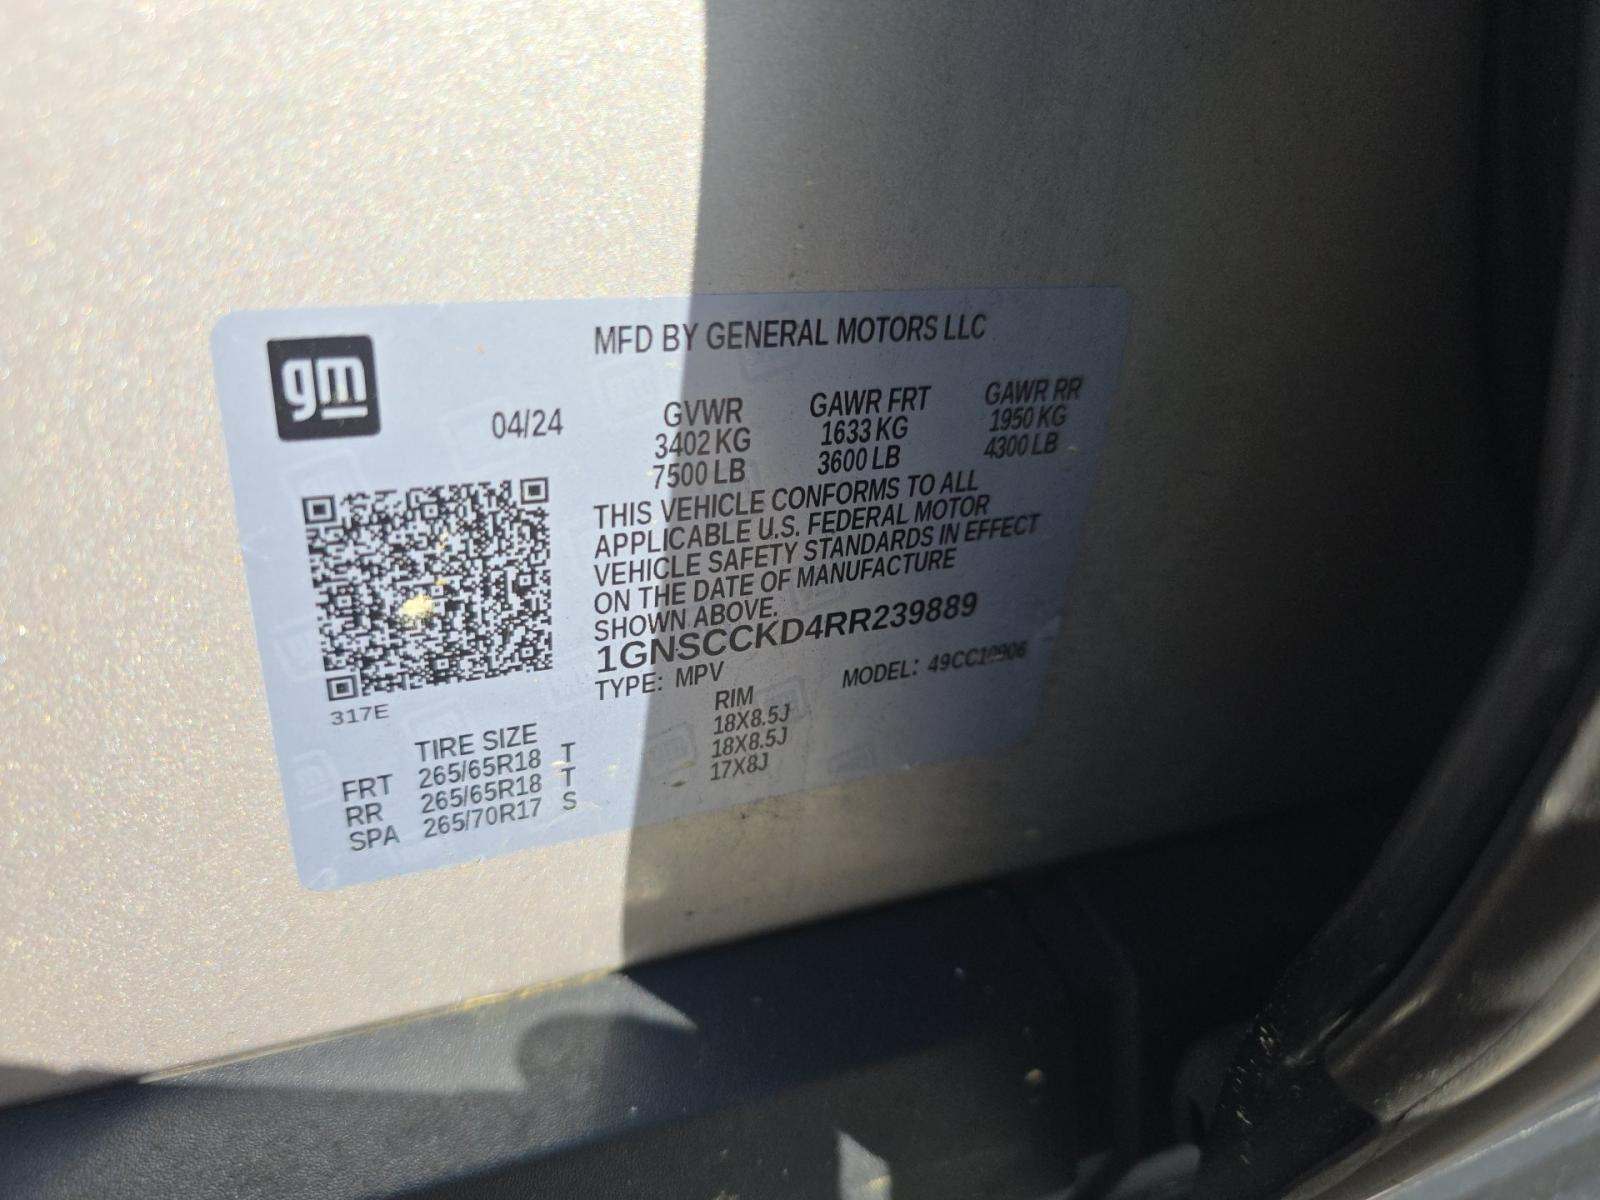 gm
MFD BY GENERAL MOTORS LLC
04/24
GVWR GAWR FRT GAWR RR
3402 KG 1633 KG 1950 KG
7500 LB 3600 LB 4300 LB
THIS VEHICLE CONFORMS TO ALL
APPLICABLE U.S. FEDERAL MOTOR
VEHICLE SAFETY STANDARDS IN EFFECT
ON THE DATE OF MANUFACTURE
SHOWN ABOVE.
1GNSCCKD4RR239889
TYPE: MPV MODEL: 49CC10906
317E
TIRE SIZE RIM
FRT 265/65R18 T 18X8.5J
RR 265/65R18 T 18X8.5J
SPA 265/70R17 S 17X8J